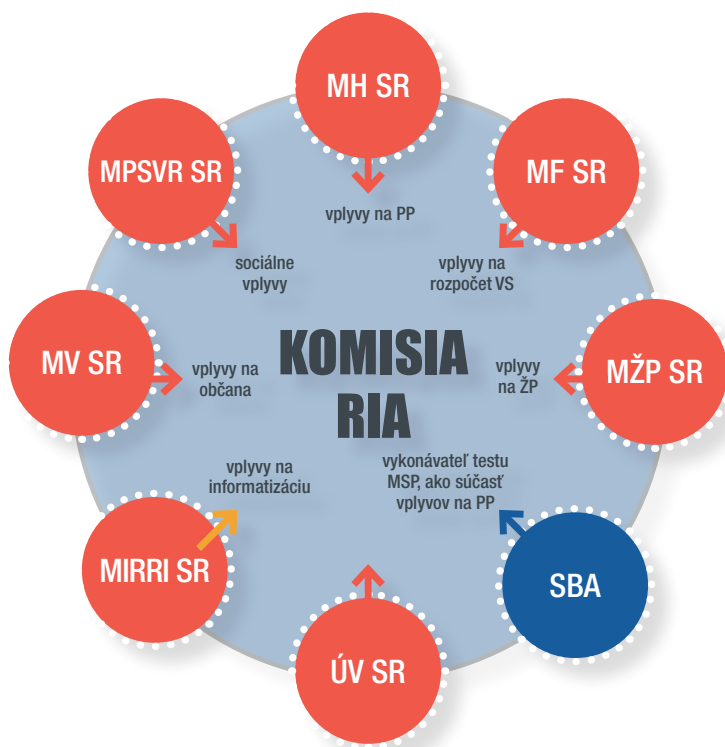 MH SR
MPSVR SR
MF SR
vplyvy na PP
sociálne
vplyvy
vplyvy na
rozpočet VS
MV SR
vplyvy na
občana
KOMISIA
RIA
vplyvy
na ŽP
MŽP SR
vplyvy na
informatizáciu
vykonávateľ testu
MSP, ako súčasť
vplyvov na PP
MIRRI SR
SBA
ÚV SR